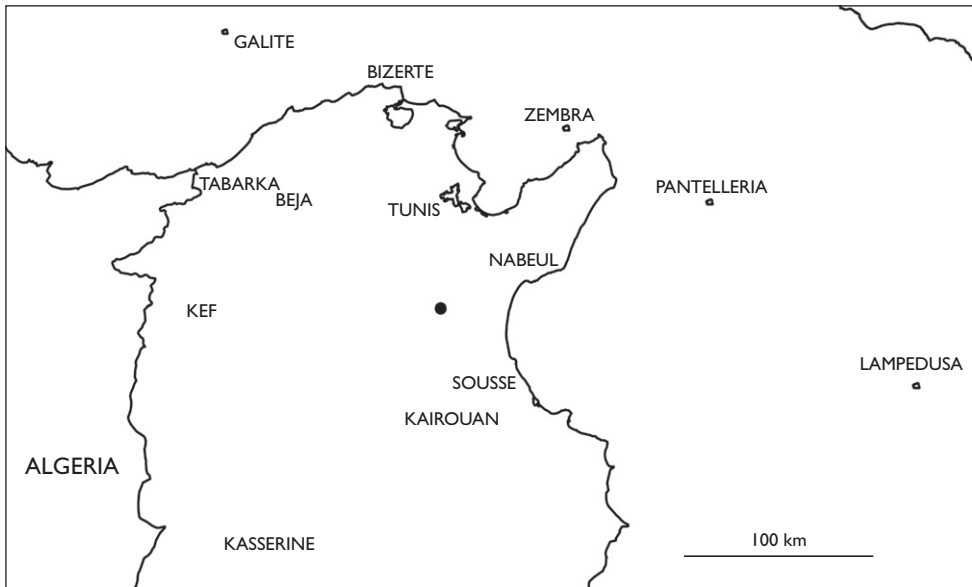 GALITE
BIZERTE
ZEMBRA
TABARKA
BEJA
TUNIS
PANTELLERIA
NABEUL
KEF
LAMPEDUSA
SOUSSE
KAIROUAN
ALGERIA
KASSERINE
100 km